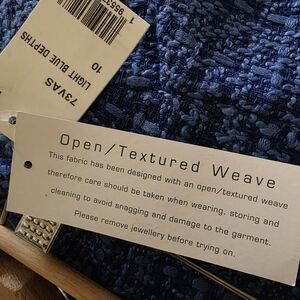 9553
1
10
73VAS
LIGHT BLUE DEPTHS
Open/Textured Weave
This fabric has been designed with an open/textured weave
therefore care should be taken when wearing, storing and
cleaning to avoid snagging and damage to the garment.
Please remove jewellery before trying on.